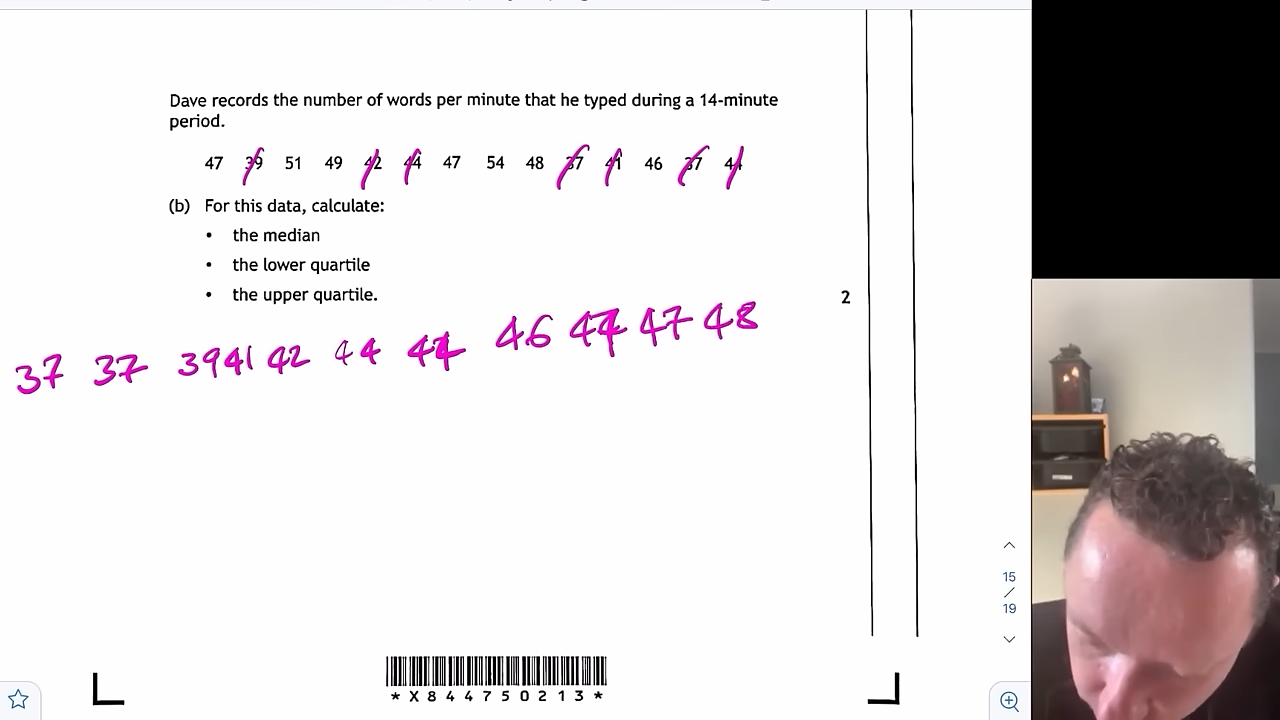 Dave records the number of words per minute that he typed during a 14-minute
period.
47 39 51 49 42 44 47 54 48 37 41 46 37 44
(b) For this data, calculate:
• the median
• the lower quartile
• the upper quartile.
2
37 37 39 41 42 44 44 46 47 47 48
15
/
19
*X844750213*